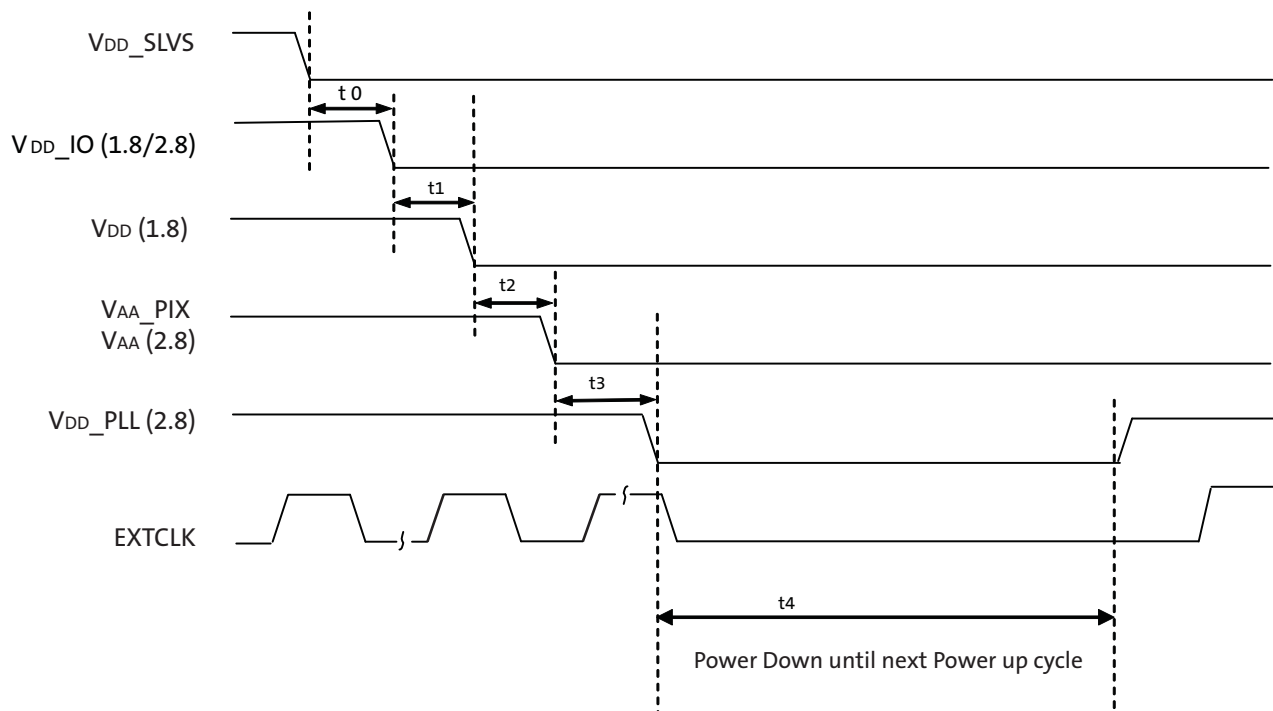 VDD_SLVS
t 0
VDD_IO (1.8/2.8)
t1
VDD (1.8)
t2
VAA_PIX
VAA (2.8)
t3
VDD_PLL (2.8)
EXTCLK
t4
Power Down until next Power up cycle